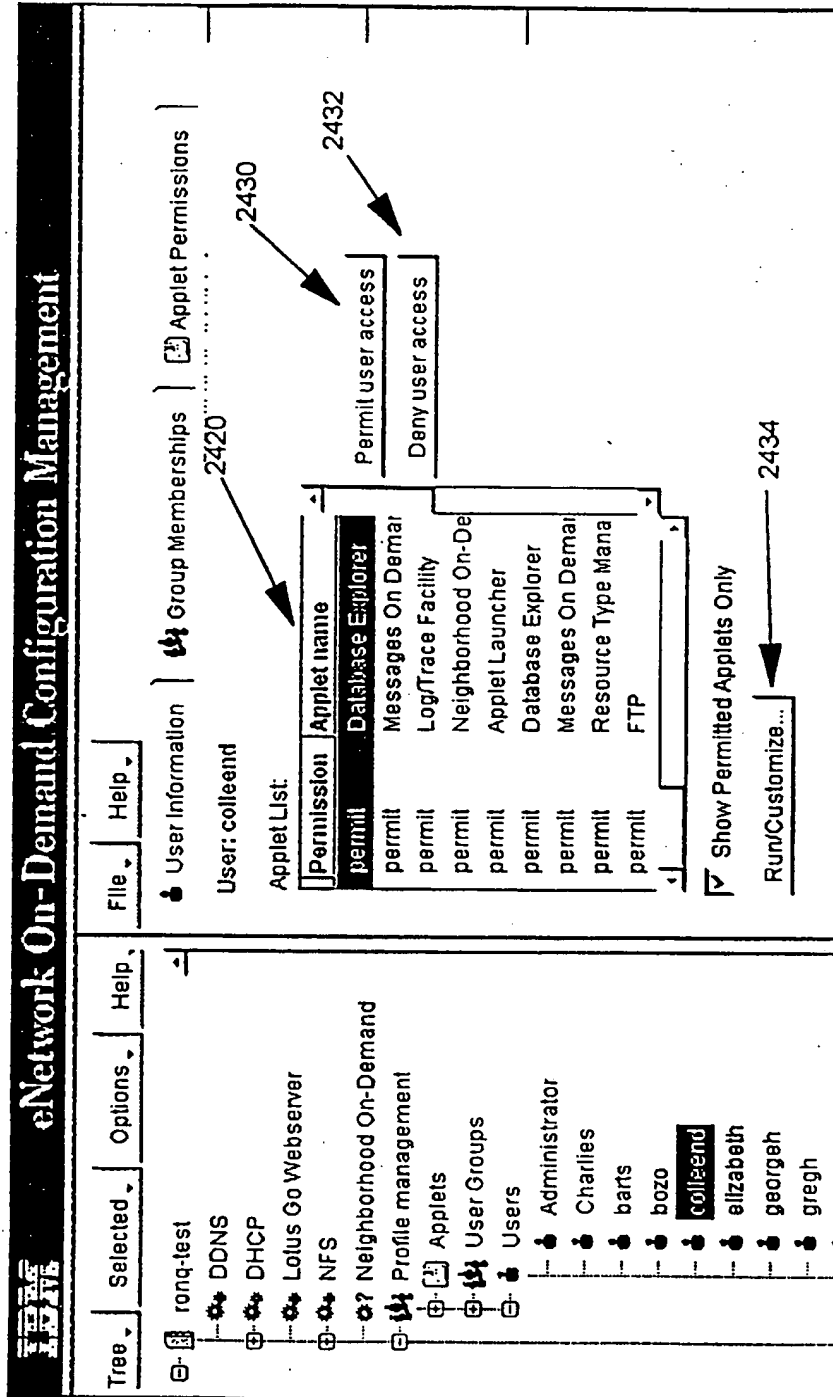 IBM eNetwork On-Demand Configuration Management
Tree Selected Options Help
ronq-test
DDNS
DHCP
Lotus Go Webserver
NFS
? Neighborhood On-Demand
Profile management
Applets
User Groups
Users
Administrator
Charlies
barts
bozo
colleend
elizabeth
georgeh
gregh
File Help
User Information Group Memberships Applet Permissions
User: colleend
2420
Applet List:
Permission Applet name
permit Database Explorer
permit Messages On Deman
permit Log/Trace Facility
permit Neighborhood On-De
permit Applet Launcher
permit Database Explorer
permit Messages On Deman
permit Resource Type Mana
permit FTP
Permit user access
2430
Deny user access
2432
Show Permitted Applets Only
Run/Customize...
2434